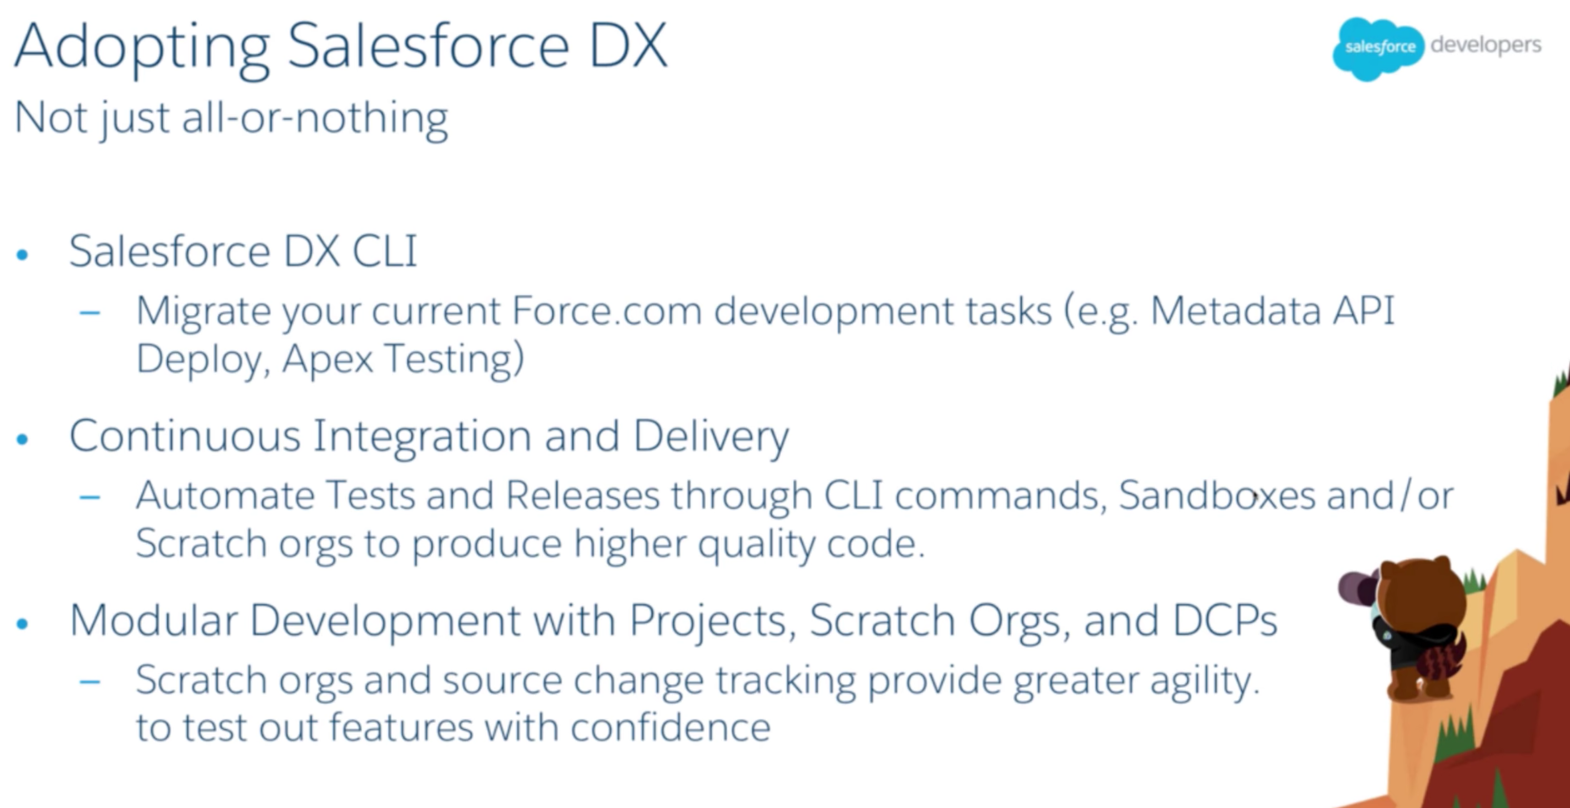 Adopting Salesforce DX
salesforce developers
Not just all-or-nothing
• Salesforce DX CLI
– Migrate your current Force.com development tasks (e.g. Metadata API
Deploy, Apex Testing)
• Continuous Integration and Delivery
– Automate Tests and Releases through CLI commands, Sandboxes and/or
Scratch orgs to produce higher quality code.
• Modular Development with Projects, Scratch Orgs, and DCPs
– Scratch orgs and source change tracking provide greater agility.
to test out features with confidence